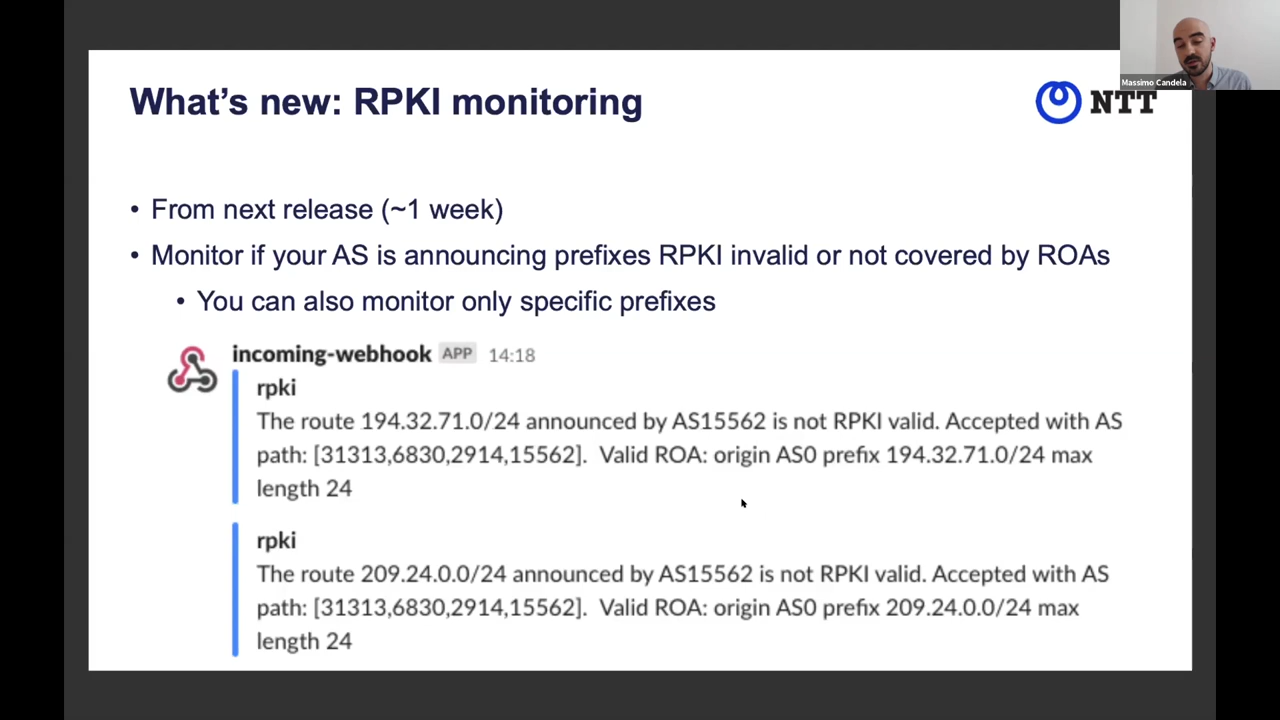 Massimo Candela
What's new: RPKI monitoring
NTT
• From next release (~1 week)
• Monitor if your AS is announcing prefixes RPKI invalid or not covered by ROAs
• You can also monitor only specific prefixes
incoming-webhook APP 14:18
rpki
The route 194.32.71.0/24 announced by AS15562 is not RPKI valid. Accepted with AS
path: [31313,6830,2914,15562].  Valid ROA: origin AS0 prefix 194.32.71.0/24 max
length 24
rpki
The route 209.24.0.0/24 announced by AS15562 is not RPKI valid. Accepted with AS
path: [31313,6830,2914,15562].  Valid ROA: origin AS0 prefix 209.24.0.0/24 max
length 24